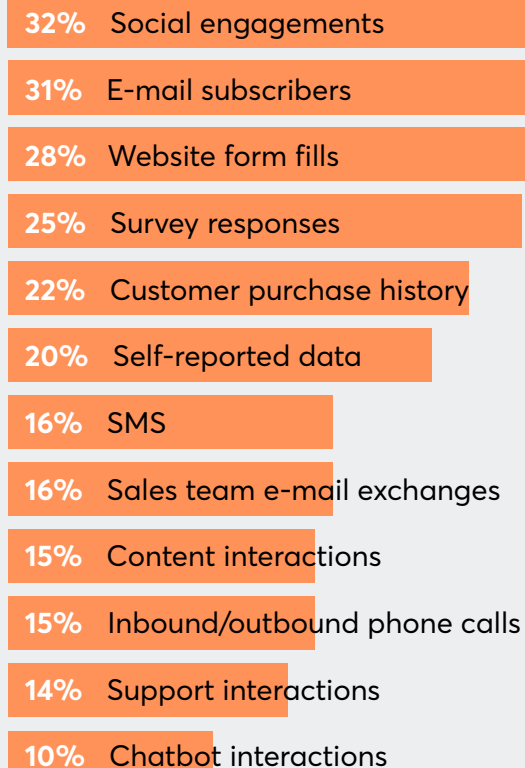 32% Social engagements
31% E-mail subscribers
28% Website form fills
25% Survey responses
22% Customer purchase history
20% Self-reported data
16% SMS
16% Sales team e-mail exchanges
15% Content interactions
15% Inbound/outbound phone calls
14% Support interactions
10% Chatbot interactions